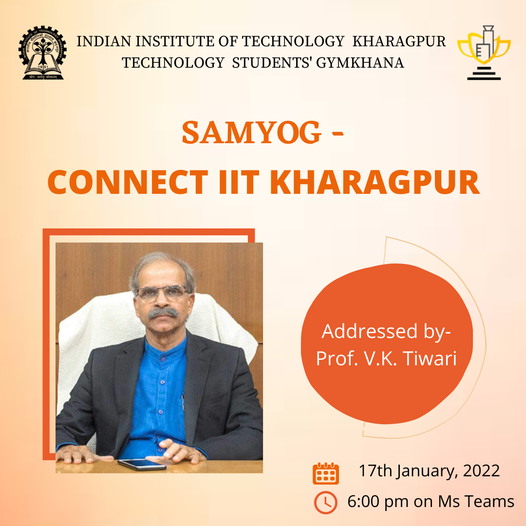 INDIAN INSTITUTE OF TECHNOLOGY KHARAGPUR
TECHNOLOGY STUDENTS' GYMKHANA
SAMYOG -
CONNECT IIT KHARAGPUR
Addressed by-
Prof. V.K. Tiwari
17th January, 2022
6:00 pm on Ms Teams